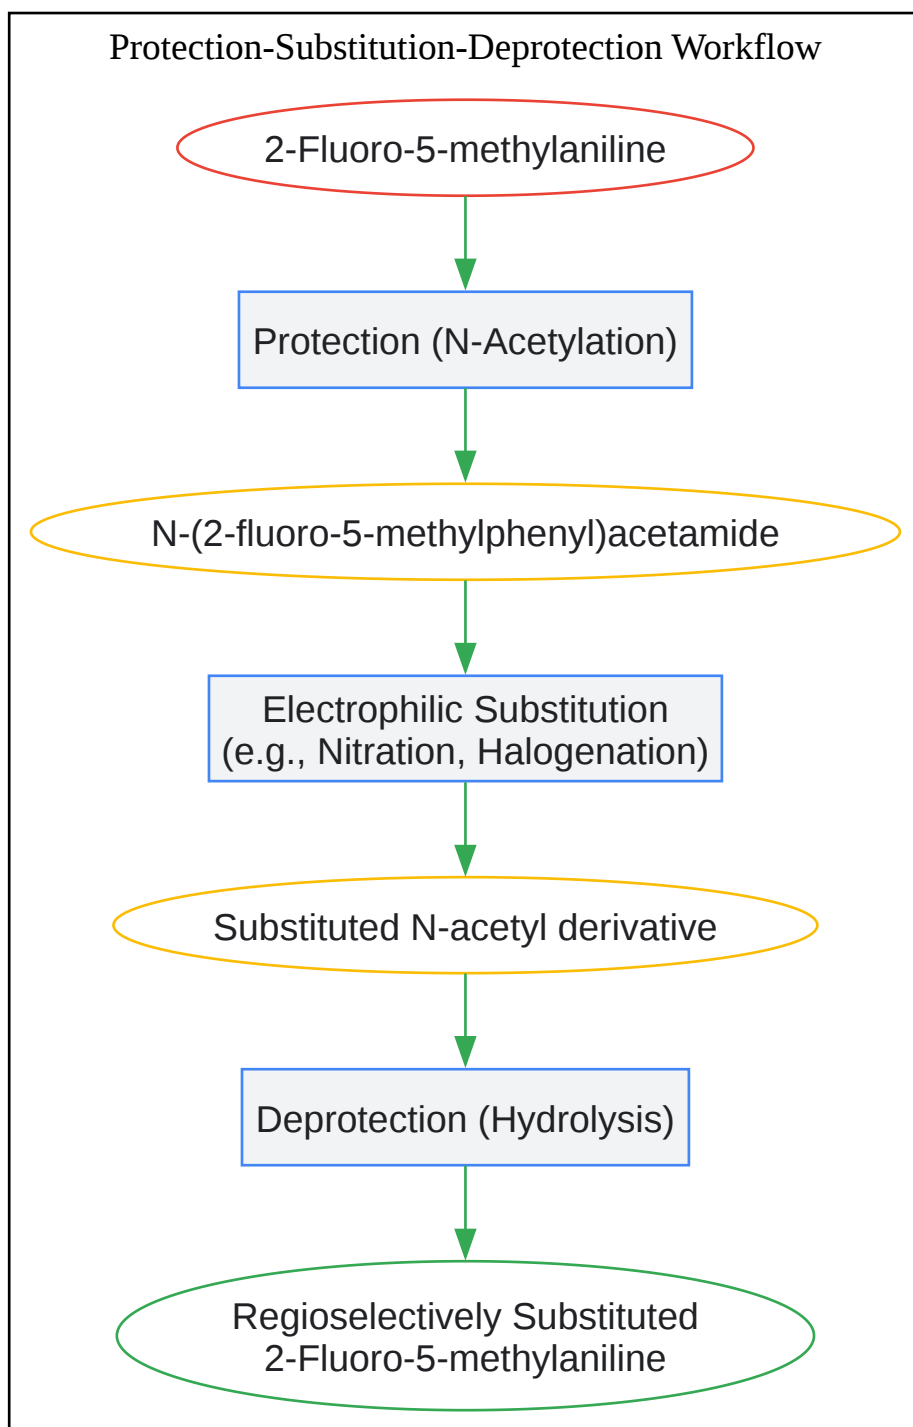 Protection-Substitution-Deprotection Workflow
2-Fluoro-5-methylaniline
Protection (N-Acetylation)
N-(2-fluoro-5-methylphenyl)acetamide
Electrophilic Substitution
(e.g., Nitration, Halogenation)
Substituted N-acetyl derivative
Deprotection (Hydrolysis)
Regioselectively Substituted
2-Fluoro-5-methylaniline